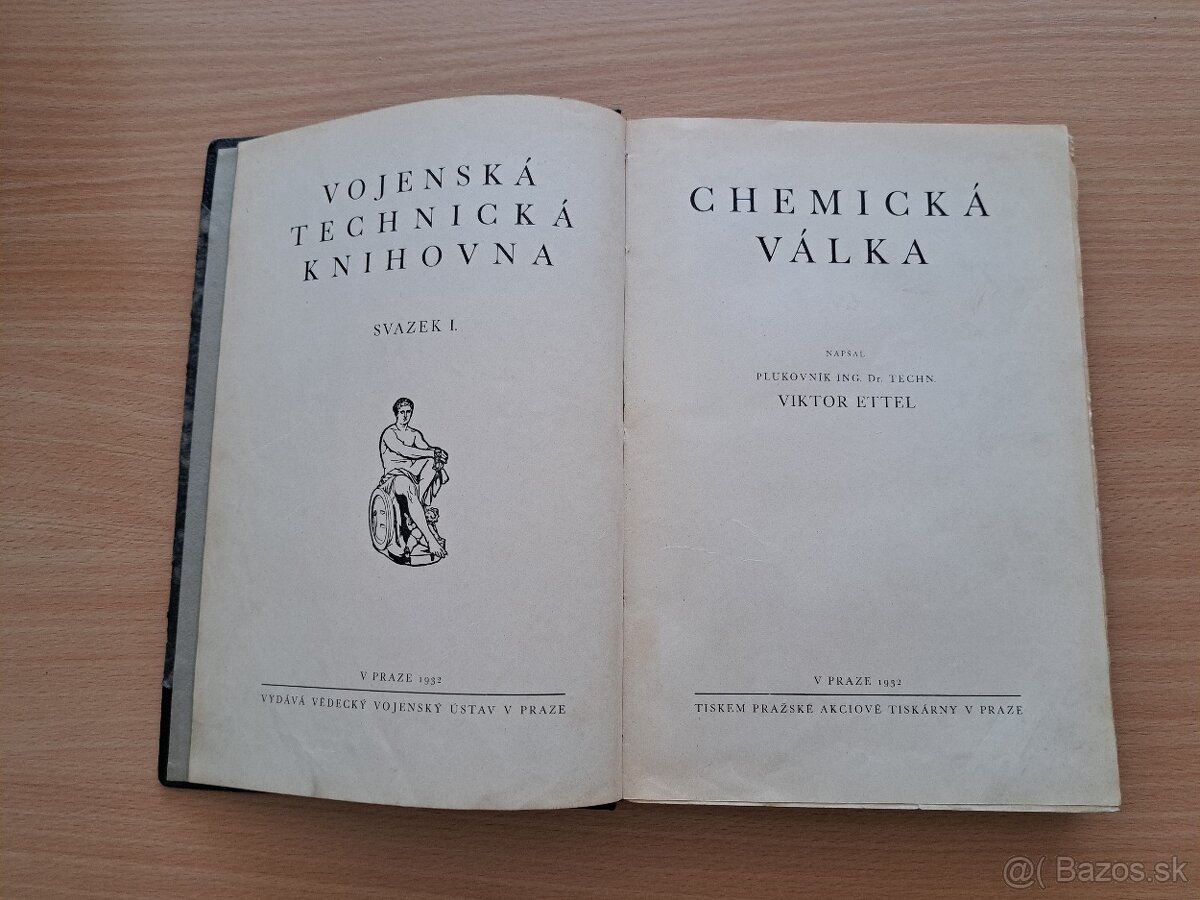 VOJENSKÁ
TECHNICKÁ
KNIHOVNA
SVAZEK I.
V PRAZE 1932
VYDÁVÁ VĚDECKÝ VOJENSKÝ ÚSTAV V PRAZE
CHEMICKÁ
VÁLKA
NAPSAL
PLUKOVNÍK ING. Dr. TECHN.
VIKTOR ETTEL
V PRAZE 1932
TISKEM PRAŽSKÉ AKCIOVÉ TISKÁRNY V PRAZE
@( Bazos.sk